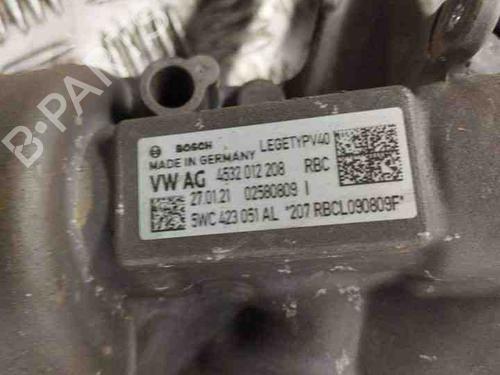 B-PARTS
BOSCH LEGETYPV40
MADE IN GERMANY
VW AG 4532 012 208 RBC
27.01.21 02580809 I
5WC 423 051 AL *207 RBCL090809F*